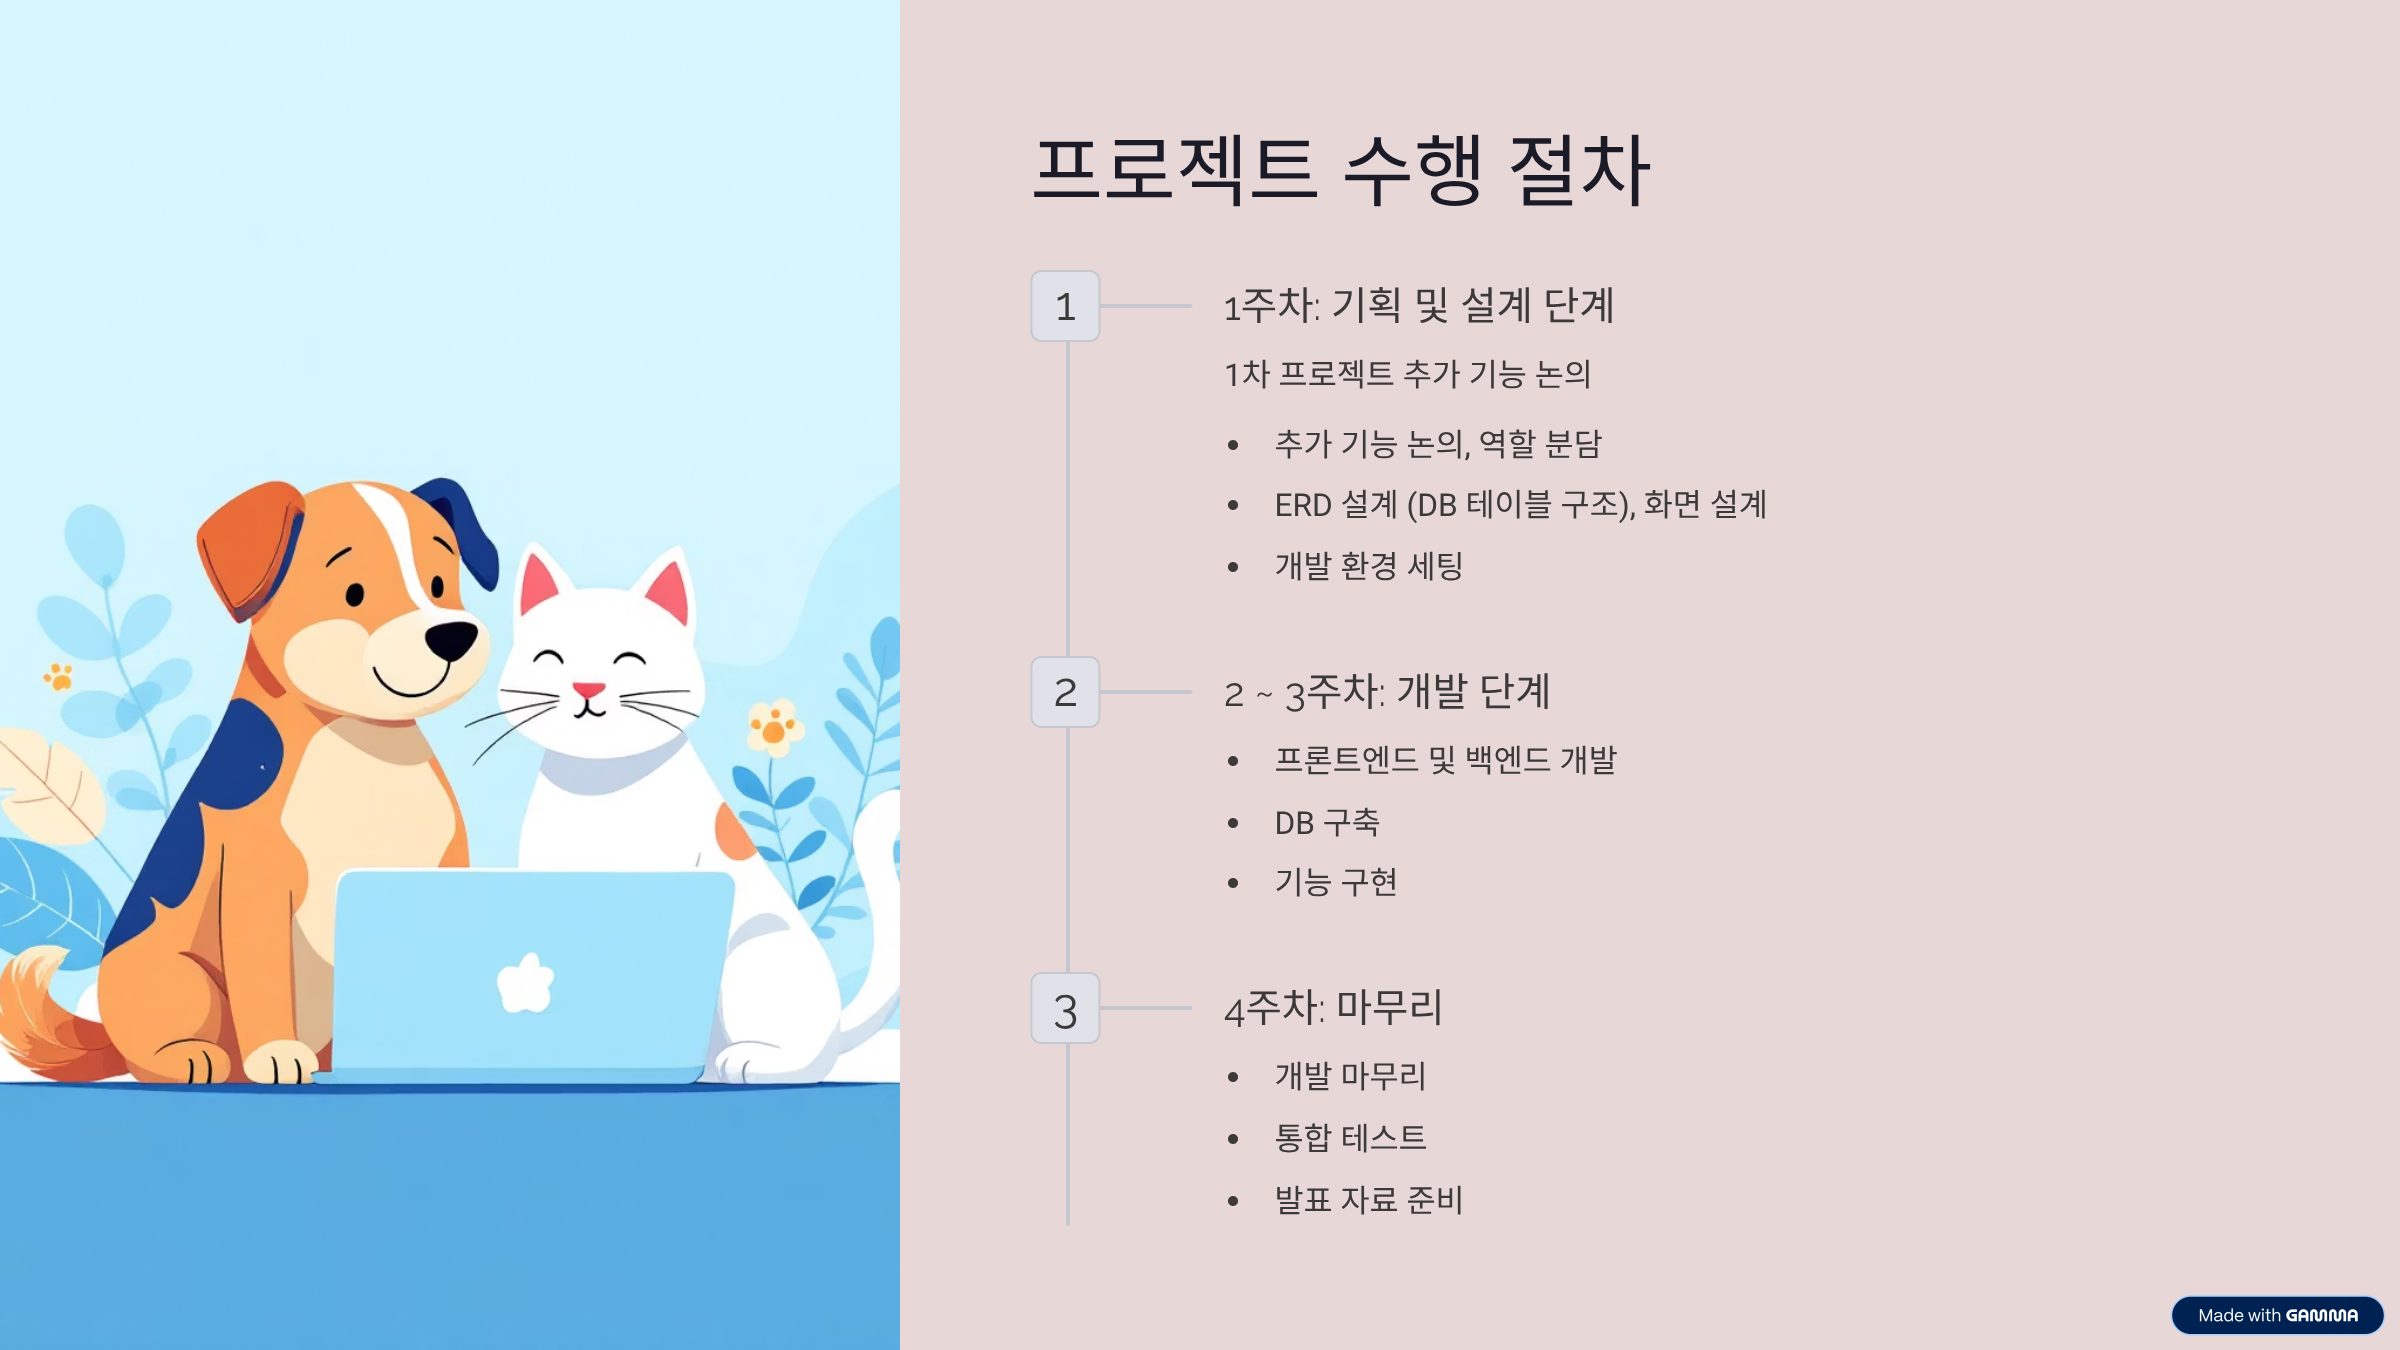 프로젝트 수행 절차
1
1주차: 기획 및 설계 단계
1차 프로젝트 추가 기능 논의
• 추가 기능 논의, 역할 분담
• ERD 설계 (DB 테이블 구조), 화면 설계
• 개발 환경 세팅
2
2 ~ 3주차: 개발 단계
• 프론트엔드 및 백엔드 개발
• DB 구축
• 기능 구현
3
4주차: 마무리
• 개발 마무리
• 통합 테스트
• 발표 자료 준비
Made with GAMMA